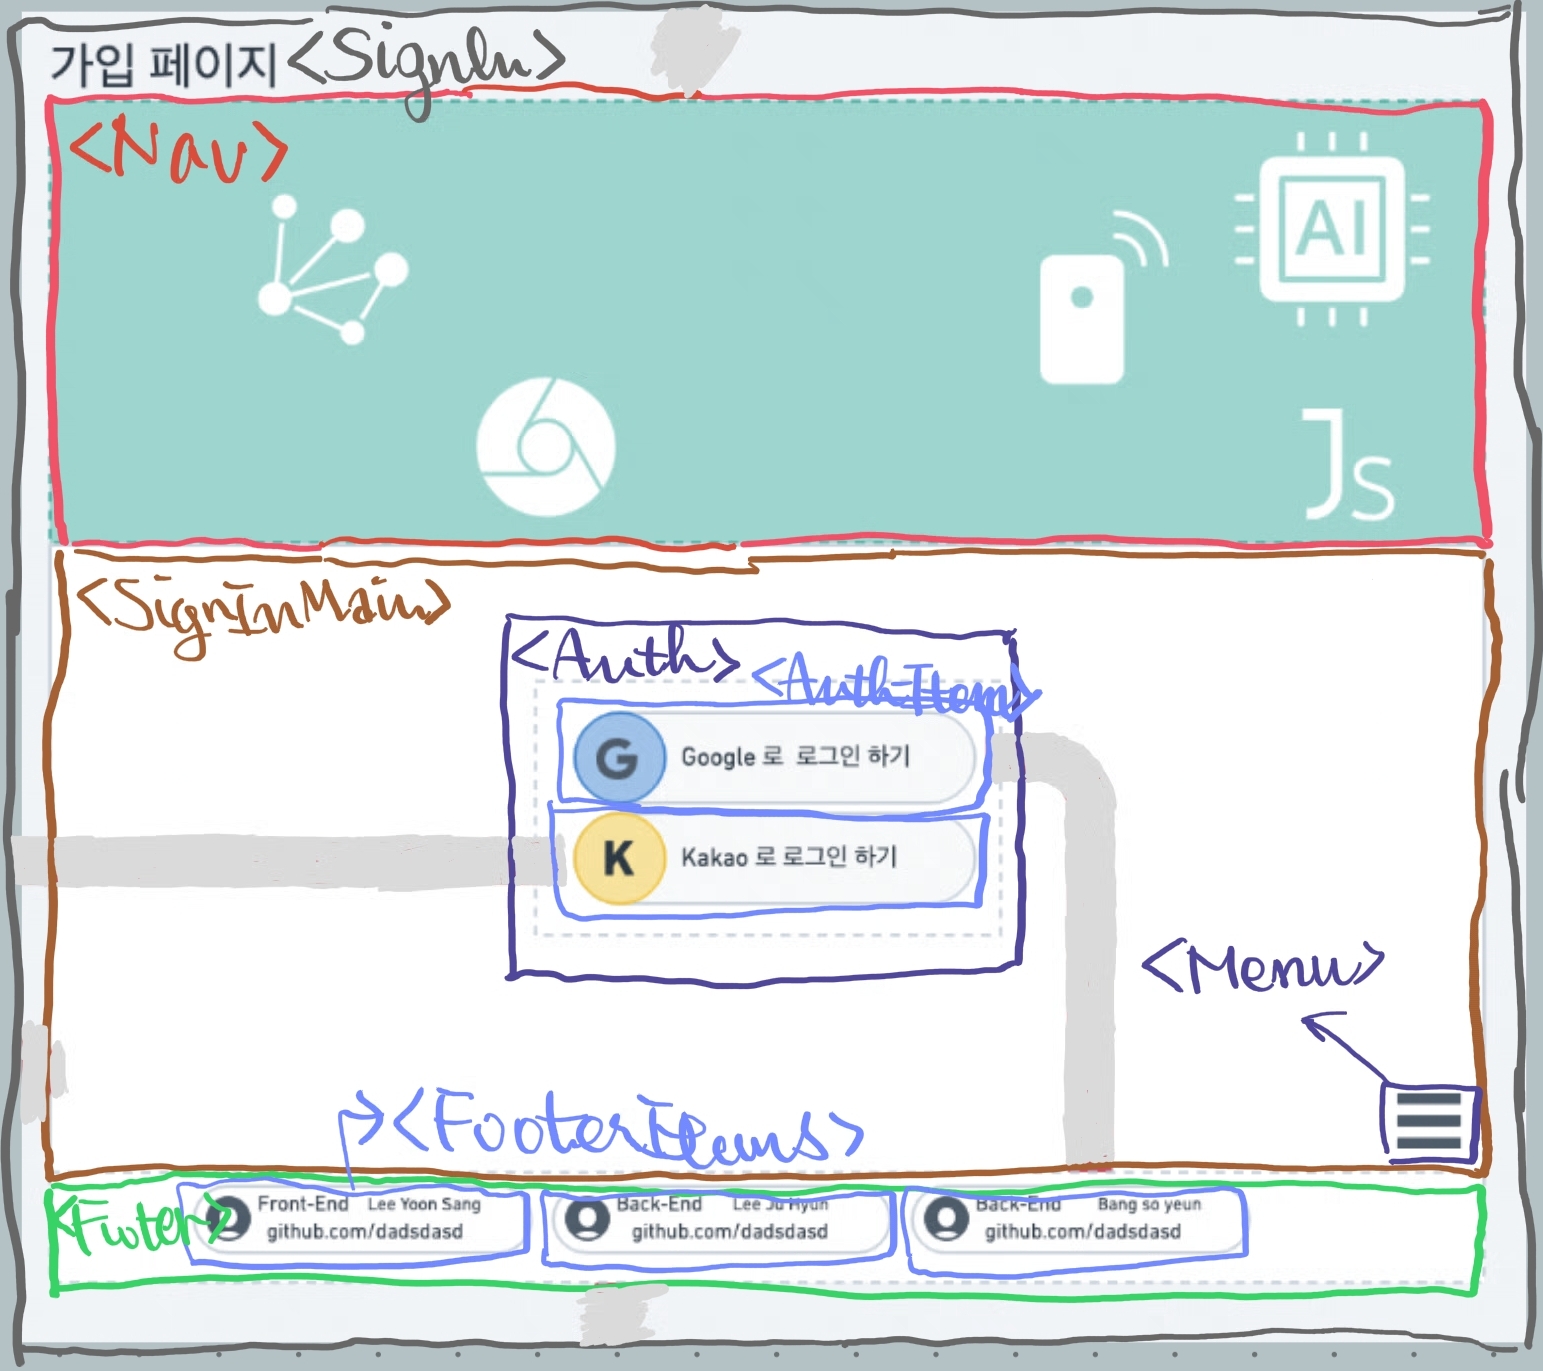 가입 페이지 <SignIn>
<Nav>
AI
JS
<SignInMain>
<Auth>
<AuthItem>
G Google 로 로그인 하기
K Kakao 로 로그인 하기
<Menu>
<FooterItems>
<Footer>
Front-End Lee Yoon Sang
github.com/dadsdasd
Back-End Lee Ju Hyun
github.com/dadsdasd
Back-End Bang so yeun
github.com/dadsdasd